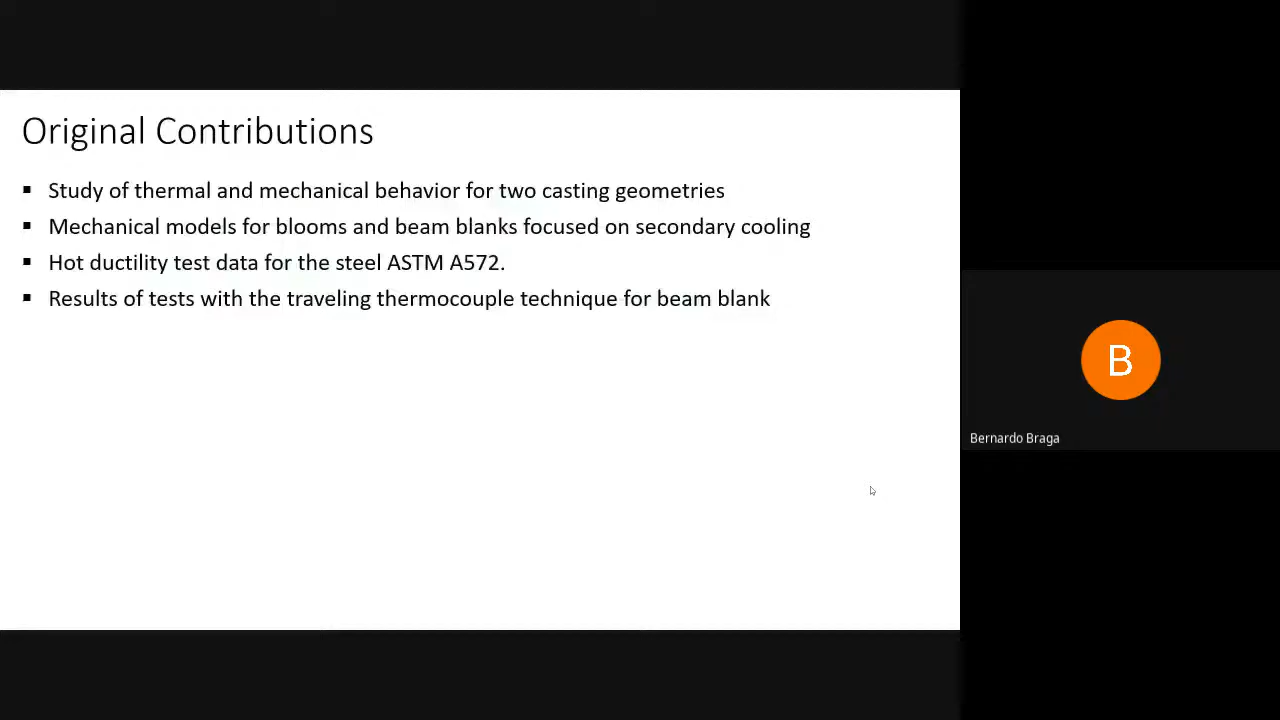 Original Contributions
▪ Study of thermal and mechanical behavior for two casting geometries
▪ Mechanical models for blooms and beam blanks focused on secondary cooling
▪ Hot ductility test data for the steel ASTM A572.
▪ Results of tests with the traveling thermocouple technique for beam blank
B
Bernardo Braga